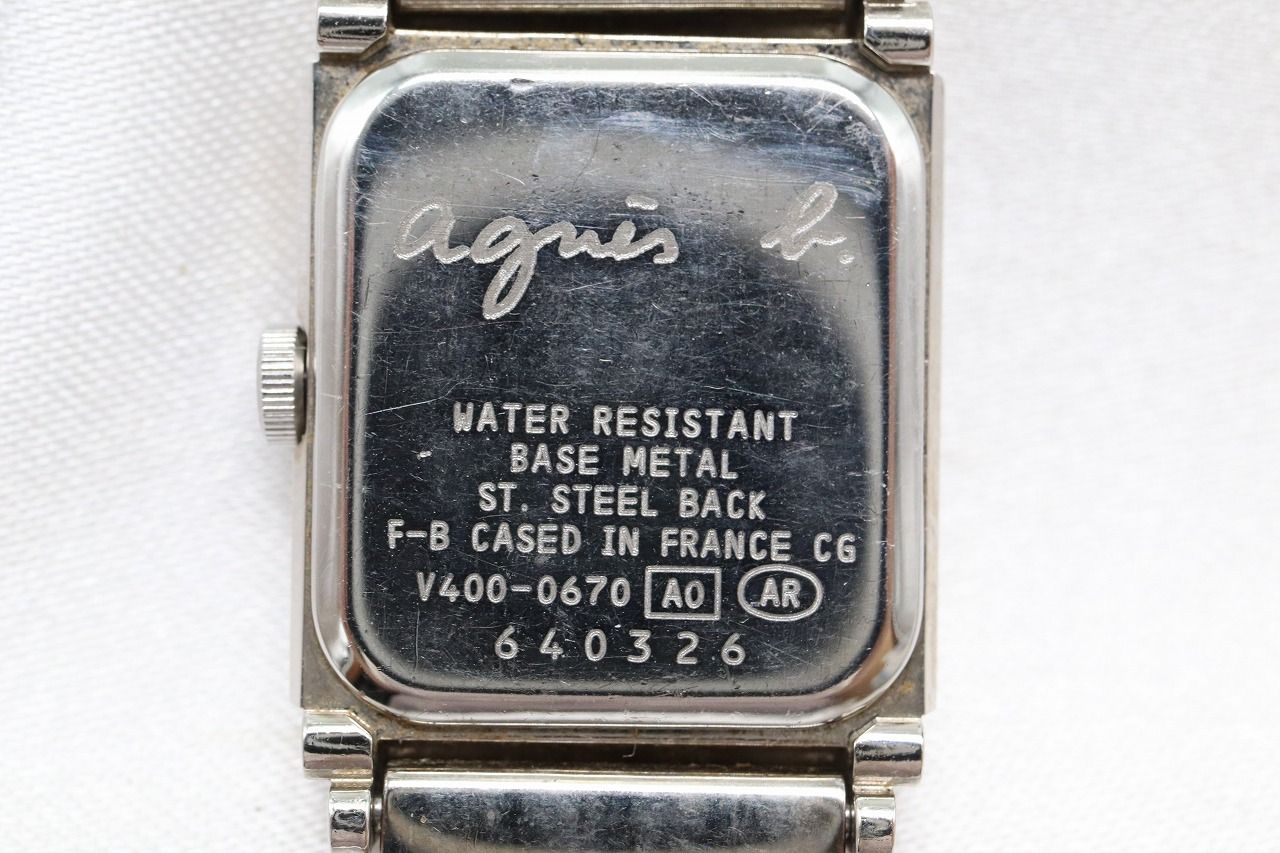 agnès b.
WATER RESISTANT
BASE METAL
ST. STEEL BACK
F-B CASED IN FRANCE CG
V400-0670 A0 AR
640326